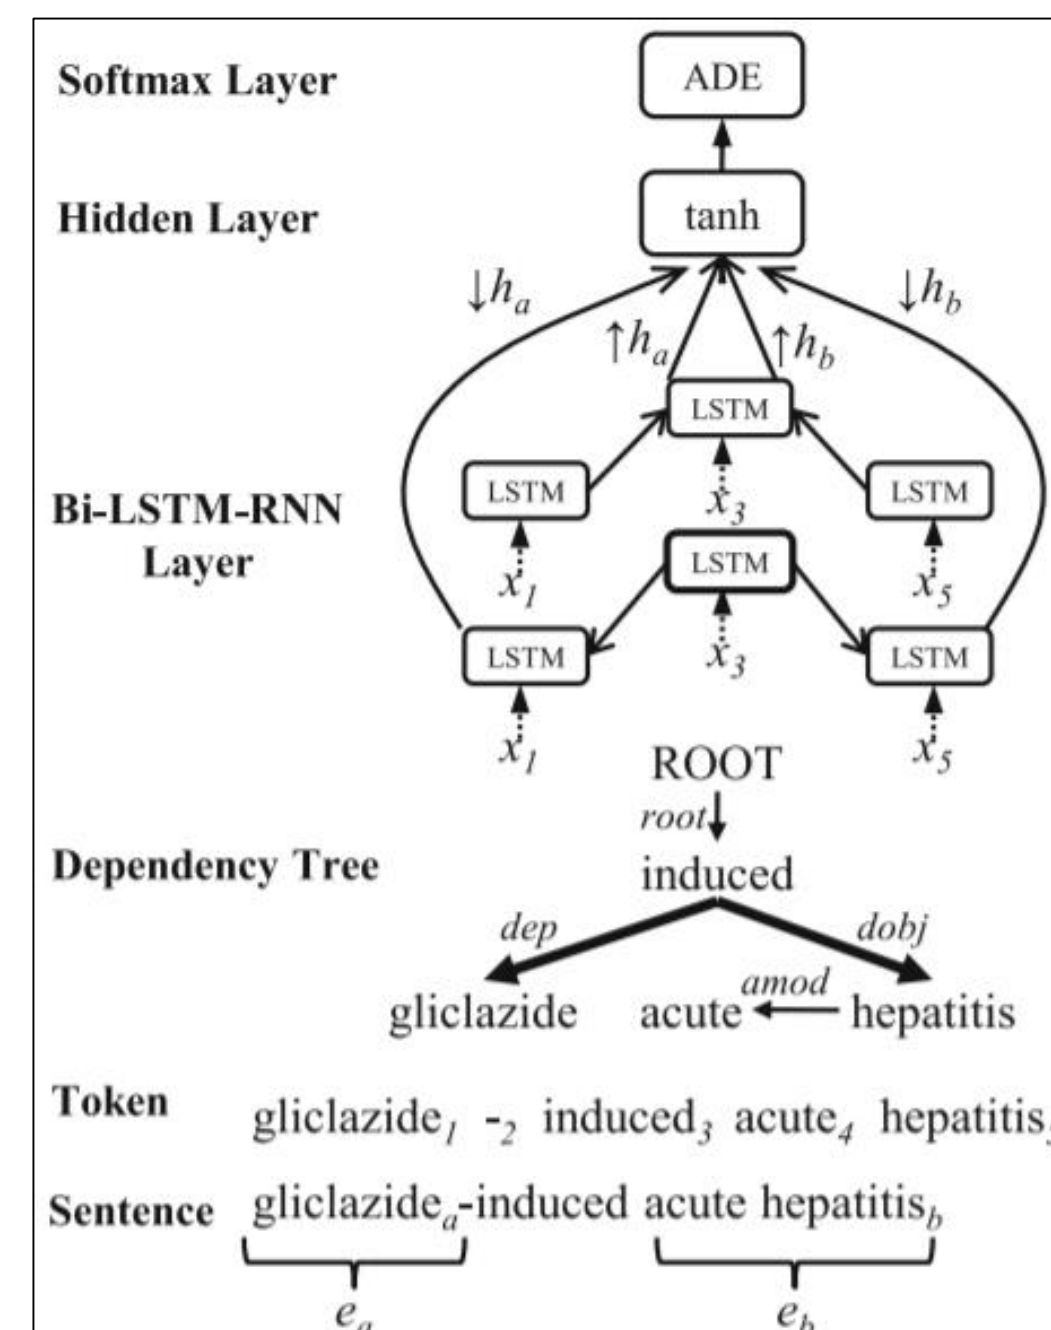 Softmax Layer ADE
Hidden Layer tanh
↓h_a ↓h_b
↑h_a ↑h_b
LSTM
LSTM x_3 LSTM
Bi-LSTM-RNN
Layer
LSTM
x_1 x_5
LSTM x_3 LSTM
x_1 x_5
ROOT
root
Dependency Tree induced
dep dobj
amod
gliclazide acute hepatitis
Token gliclazide_1 -_2 induced_3 acute_4 hepatitis
Sentence gliclazide_a-induced acute hepatitis_b
e_a e_b